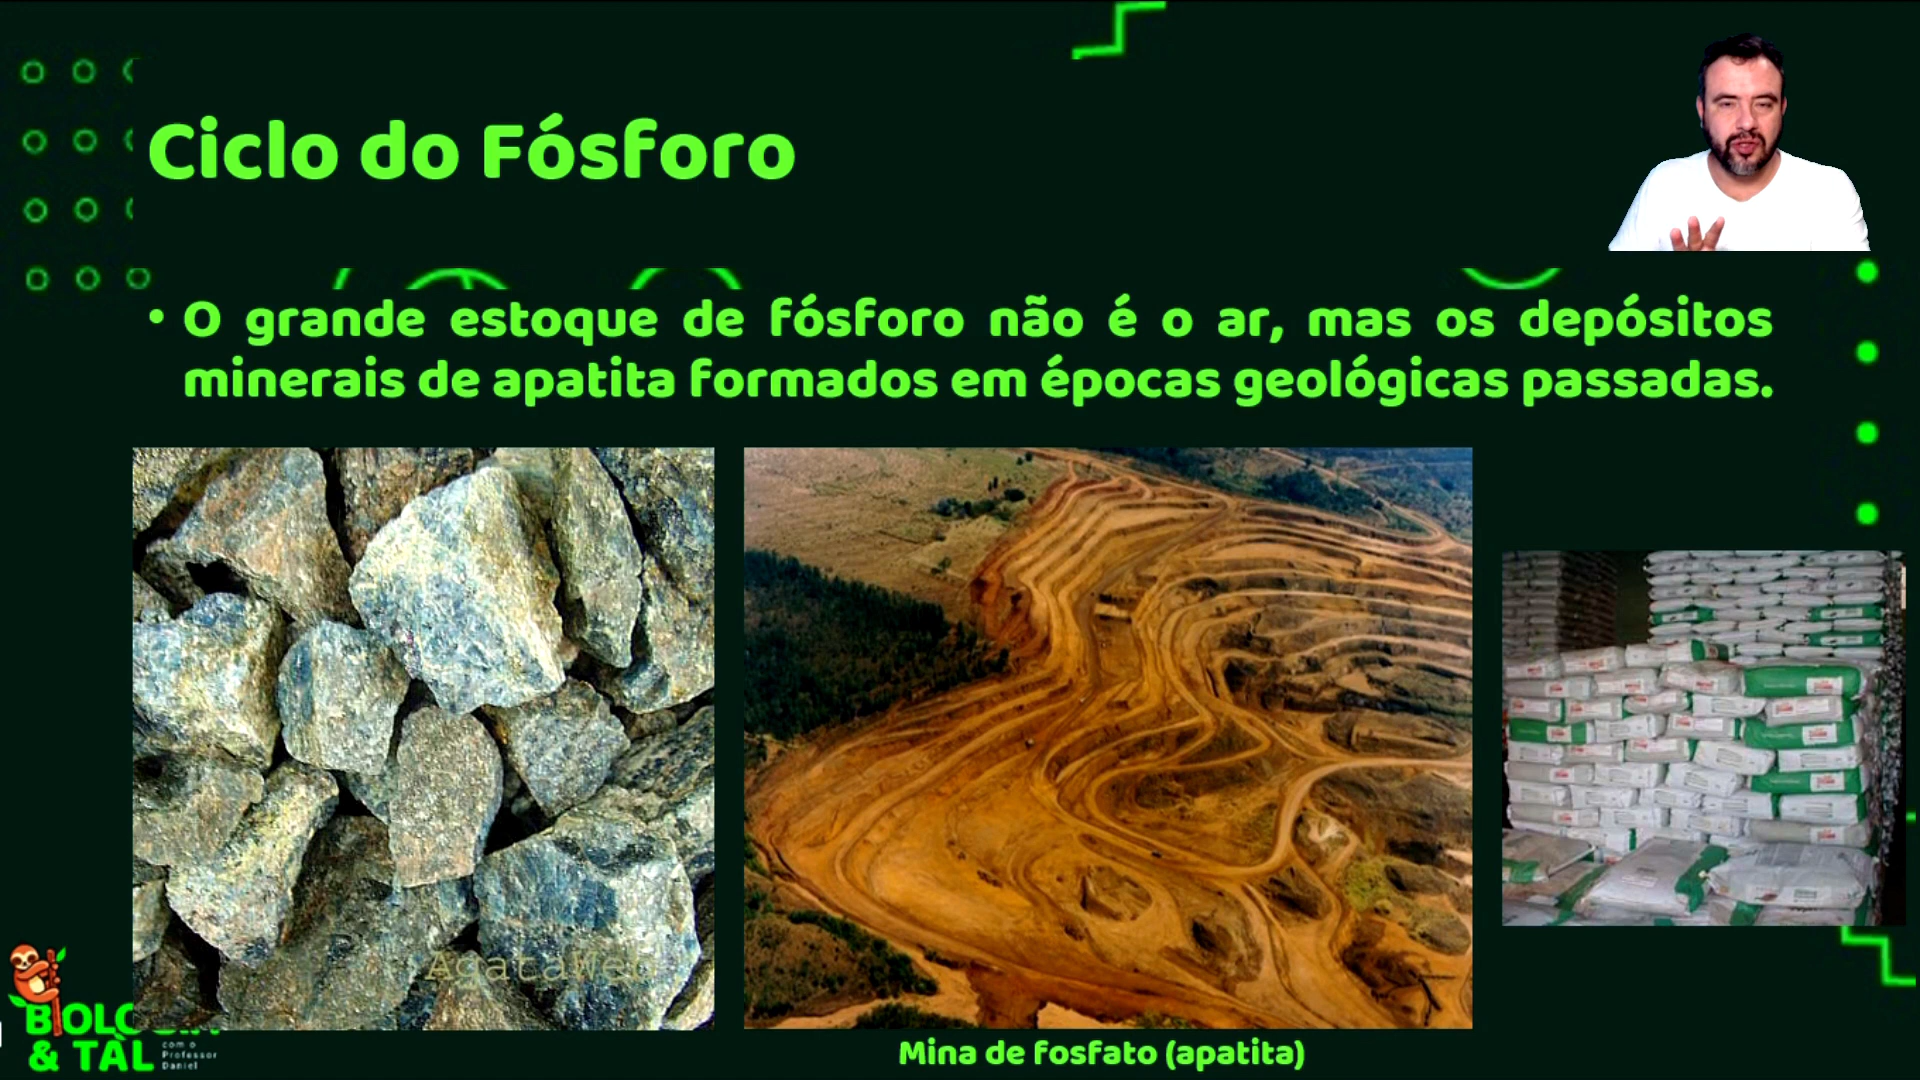 Ciclo do Fósforo
• O grande estoque de fósforo não é o ar, mas os depósitos
minerais de apatita formados em épocas geológicas passadas.
AgataWeb
Mina de fosfato (apatita)
& TAL
com o
Professor
Daniel